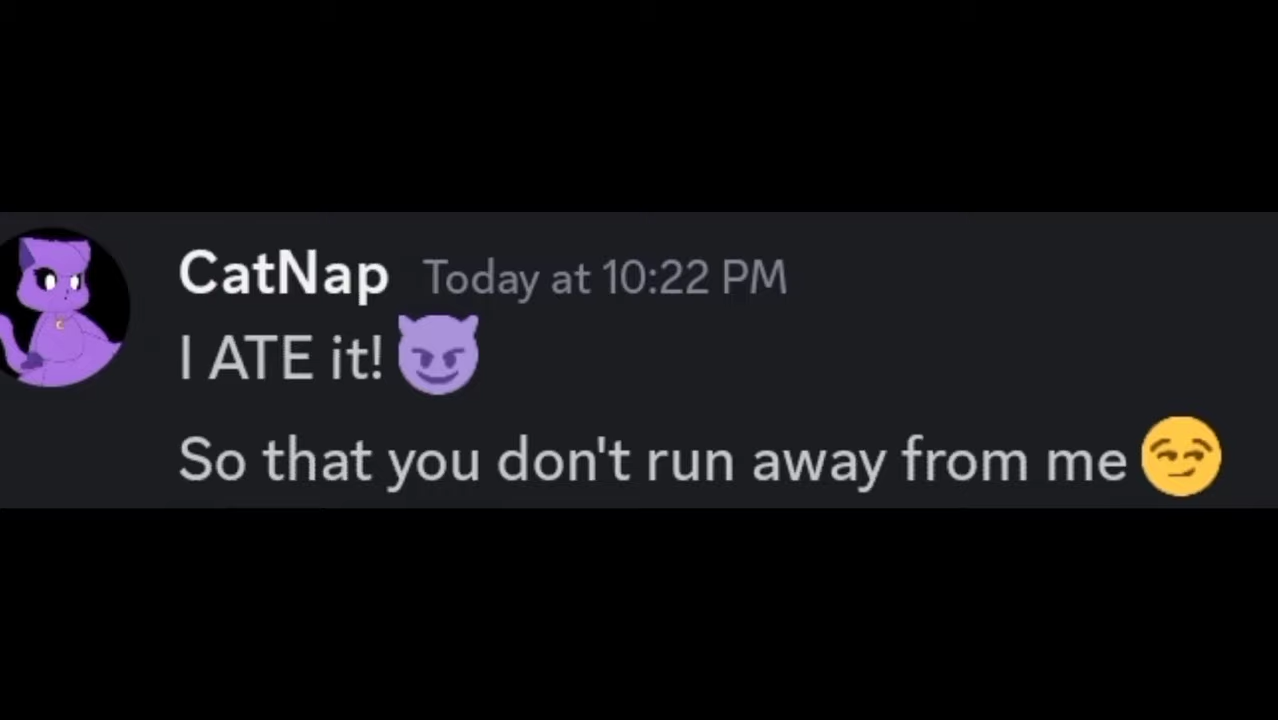 CatNap Today at 10:22 PM
I ATE it! 😈
So that you don't run away from me 😏